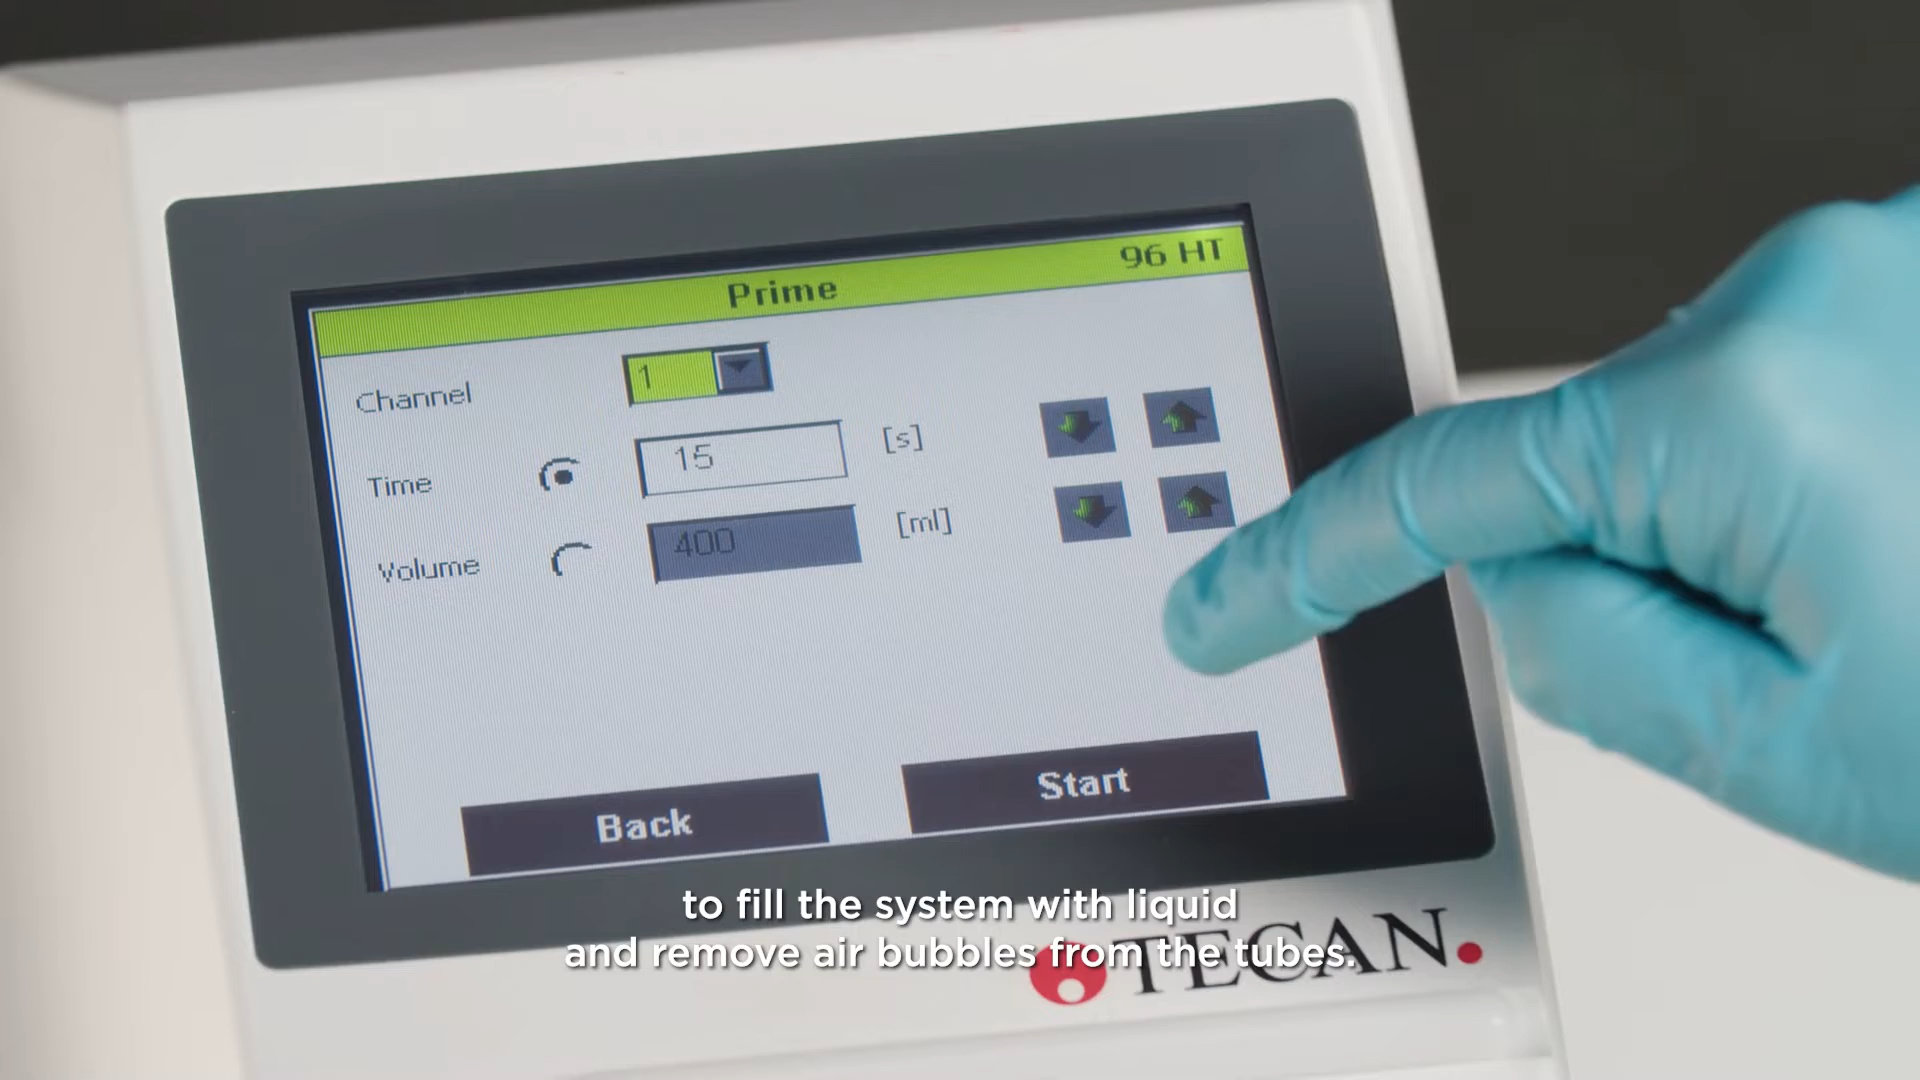 96 HT
Prime
Channel 1
Time 15 [s]
Volume 400 [ml]
Back Start
to fill the system with liquid
and remove air bubbles from the tubes.
TECAN.